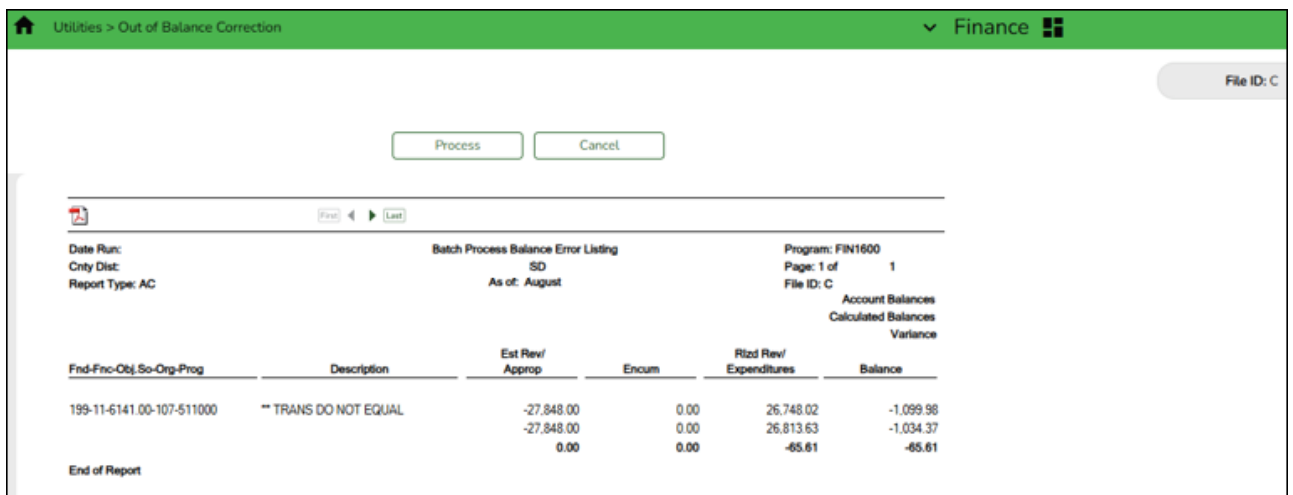 Utilities > Out of Balance Correction Finance
File ID: C
Process Cancel
First Last
Date Run: Batch Process Balance Error Listing Program: FIN1600
Cnty Dist: SD Page: 1 of 1
Report Type: AC As of: August File ID: C
Account Balances
Calculated Balances
Variance
Est Rev/ Rlzd Rev/
Fnd-Fnc-Obj.So-Org-Prog Description Approp Encum Expenditures Balance
199-11-6141.00-107-511000 ** TRANS DO NOT EQUAL -27,848.00 0.00 26,748.02 -1,099.98
-27,848.00 0.00 26,813.63 -1,034.37
0.00 0.00 -65.61 -65.61
End of Report